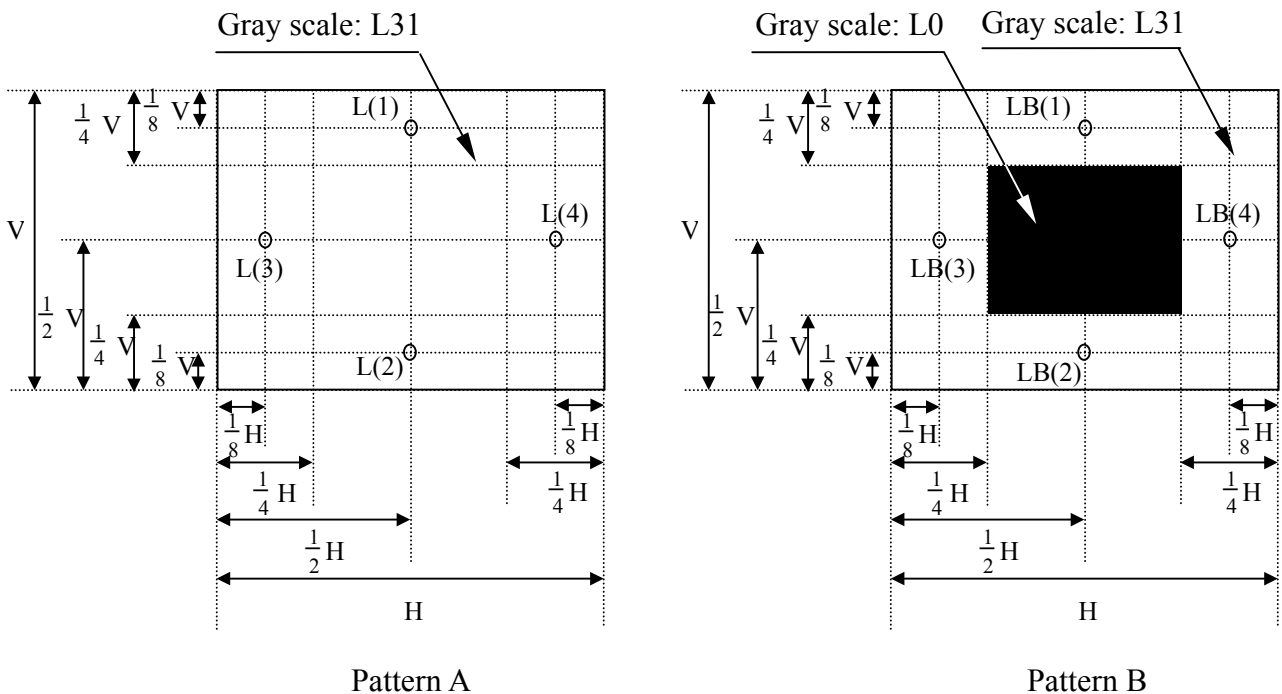 Gray scale: L31
1/4 V
1/8 V
L(1)
L(4)
L(3)
V
1/2 V
1/4 V
1/8 V
L(2)
1/8 H
1/8 H
1/4 H
1/4 H
1/2 H
H
Pattern A
Gray scale: L0
Gray scale: L31
1/4 V
1/8 V
LB(1)
LB(4)
LB(3)
V
1/2 V
1/4 V
1/8 V
LB(2)
1/8 H
1/8 H
1/4 H
1/4 H
1/2 H
H
Pattern B